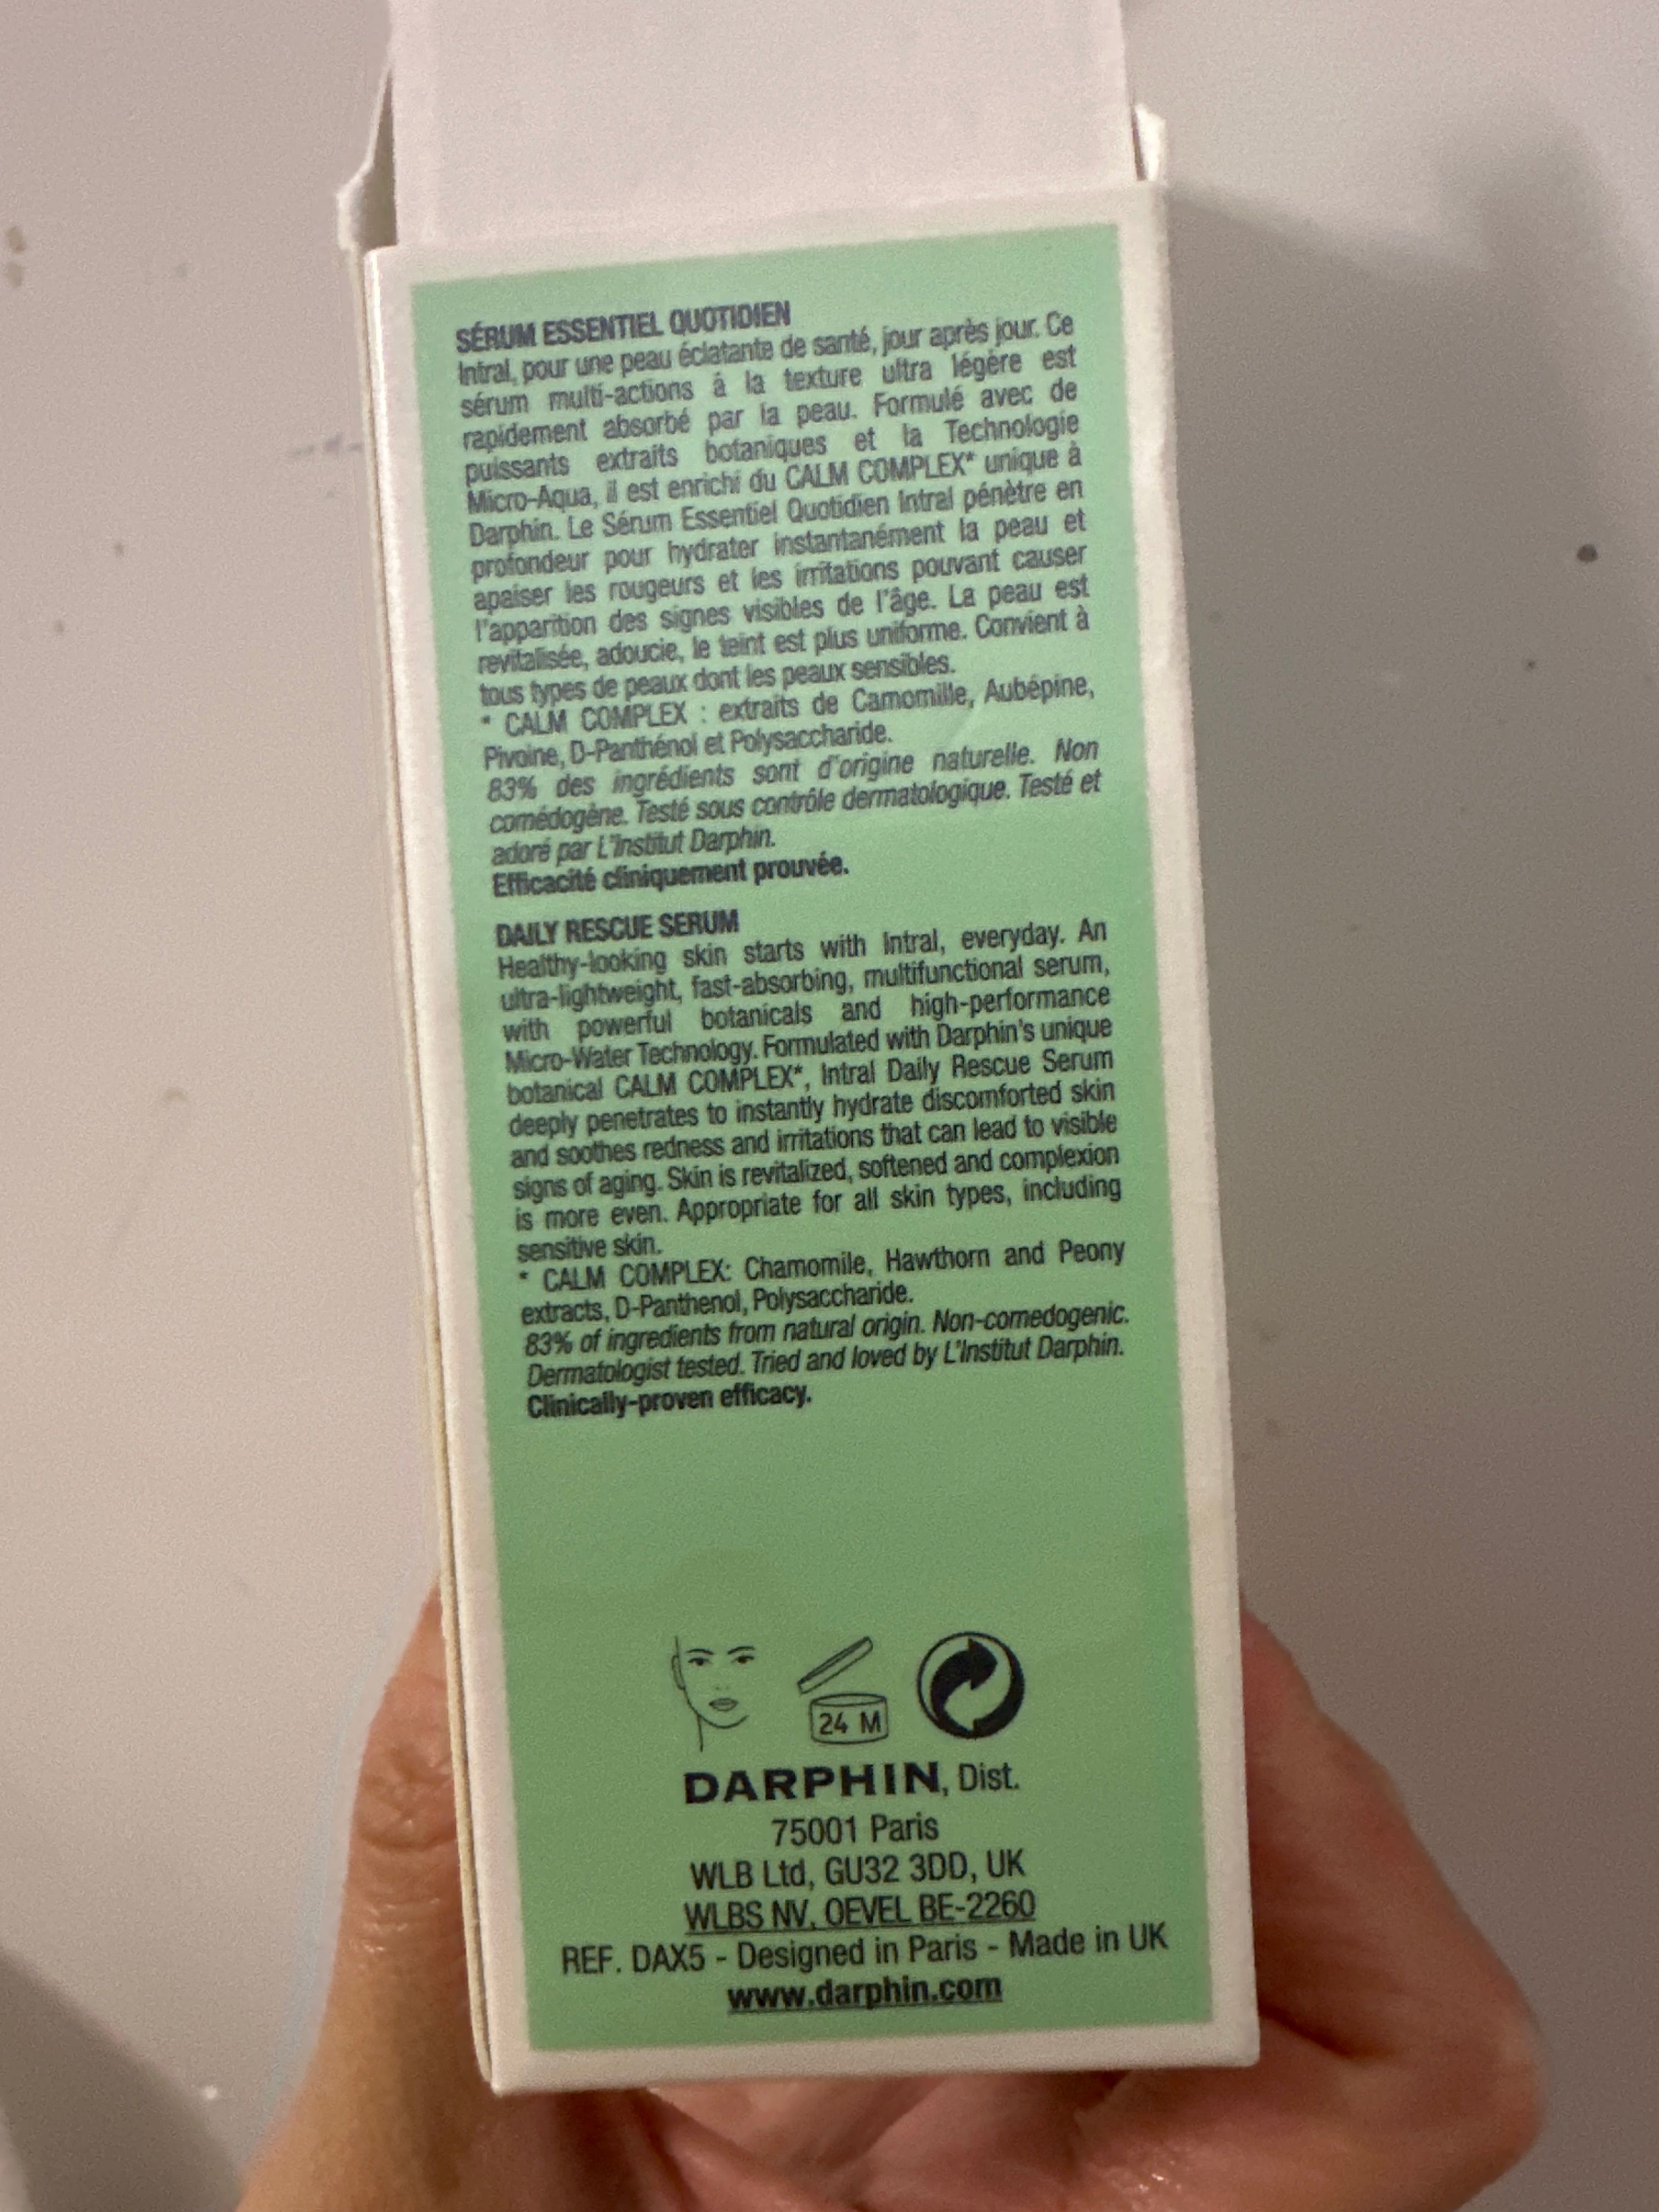 SÉRUM ESSENTIEL QUOTIDIEN
Intral, pour une peau éclatante de santé, jour après jour. Ce
sérum multi-actions à la texture ultra légère est
rapidement absorbé par la peau. Formulé avec de
puissants extraits botaniques et la Technologie
Micro-Aqua, il est enrichi du CALM COMPLEX* unique à
Darphin. Le Sérum Essentiel Quotidien Intral pénètre en
profondeur pour hydrater instantanément la peau et
apaiser les rougeurs et les irritations pouvant causer
l'apparition des signes visibles de l'âge. La peau est
revitalisée, adoucie, le teint est plus uniforme. Convient à
tous types de peaux dont les peaux sensibles.
* CALM COMPLEX : extraits de Camomille, Aubépine,
Pivoine, D-Panthénol et Polysaccharide.
83% des ingrédients sont d'origine naturelle. Non
comédogène. Testé sous contrôle dermatologique. Testé et
adoré par L'Institut Darphin.
Efficacité cliniquement prouvée.
DAILY RESCUE SERUM
Healthy-looking skin starts with Intral, everyday. An
ultra-lightweight, fast-absorbing, multifunctional serum,
with powerful botanicals and high-performance
Micro-Water Technology. Formulated with Darphin's unique
botanical CALM COMPLEX*, Intral Daily Rescue Serum
deeply penetrates to instantly hydrate discomforted skin
and soothes redness and irritations that can lead to visible
signs of aging. Skin is revitalized, softened and complexion
is more even. Appropriate for all skin types, including
sensitive skin.
* CALM COMPLEX: Chamomile, Hawthorn and Peony
extracts, D-Panthenol, Polysaccharide.
83% of ingredients from natural origin. Non-comedogenic.
Dermatologist tested. Tried and loved by L'Institut Darphin.
Clinically-proven efficacy.
24 M
DARPHIN, Dist.
75001 Paris
WLB Ltd, GU32 3DD, UK
WLBS NV, OEVEL BE-2260
REF. DAX5 - Designed in Paris - Made in UK
www.darphin.com